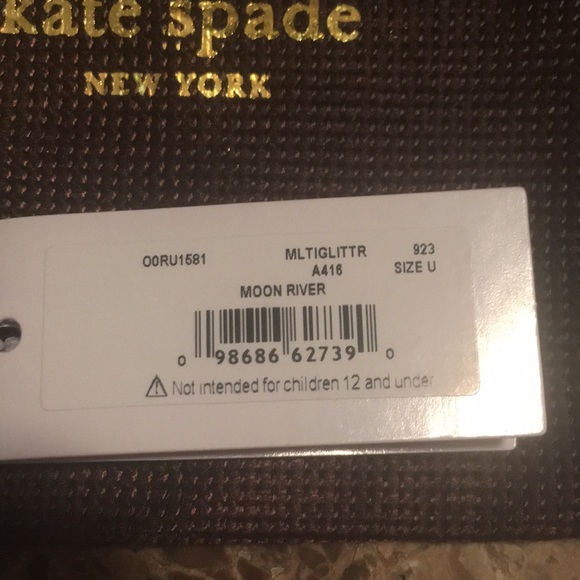 kate spade
NEW YORK
O0RU1581 MLTIGLITTR 923
A416 SIZE U
MOON RIVER
0 98686 62739 0
⚠ Not intended for children 12 and under